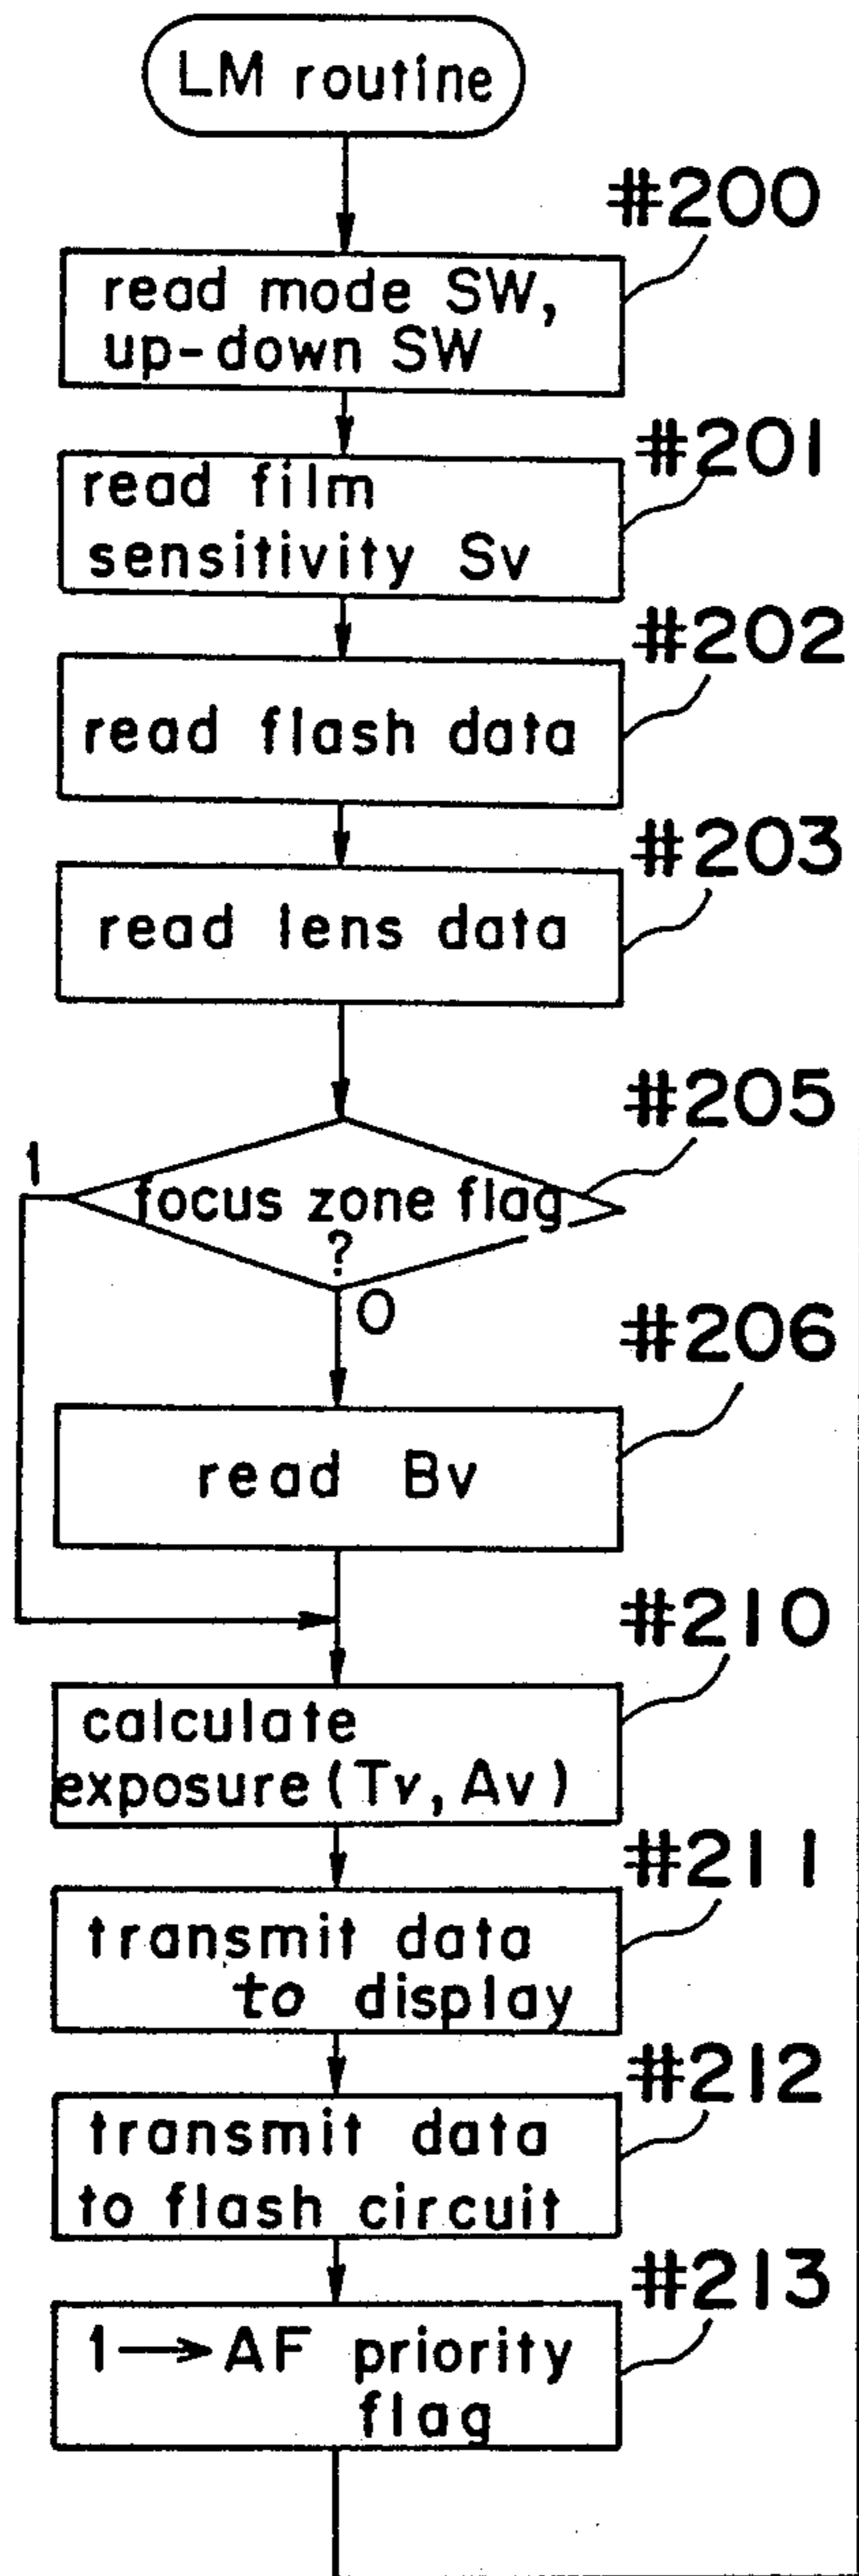 LM routine
#200
read mode SW,
up-down SW
#201
read film
sensitivity Sv
#202
read flash data
#203
read lens data
#205
1
focus zone flag
?
0
#206
read Bv
#210
calculate
exposure (Tv, Av)
#211
transmit data
to display
#212
transmit data
to flash circuit
#213
1→AF priority
flag